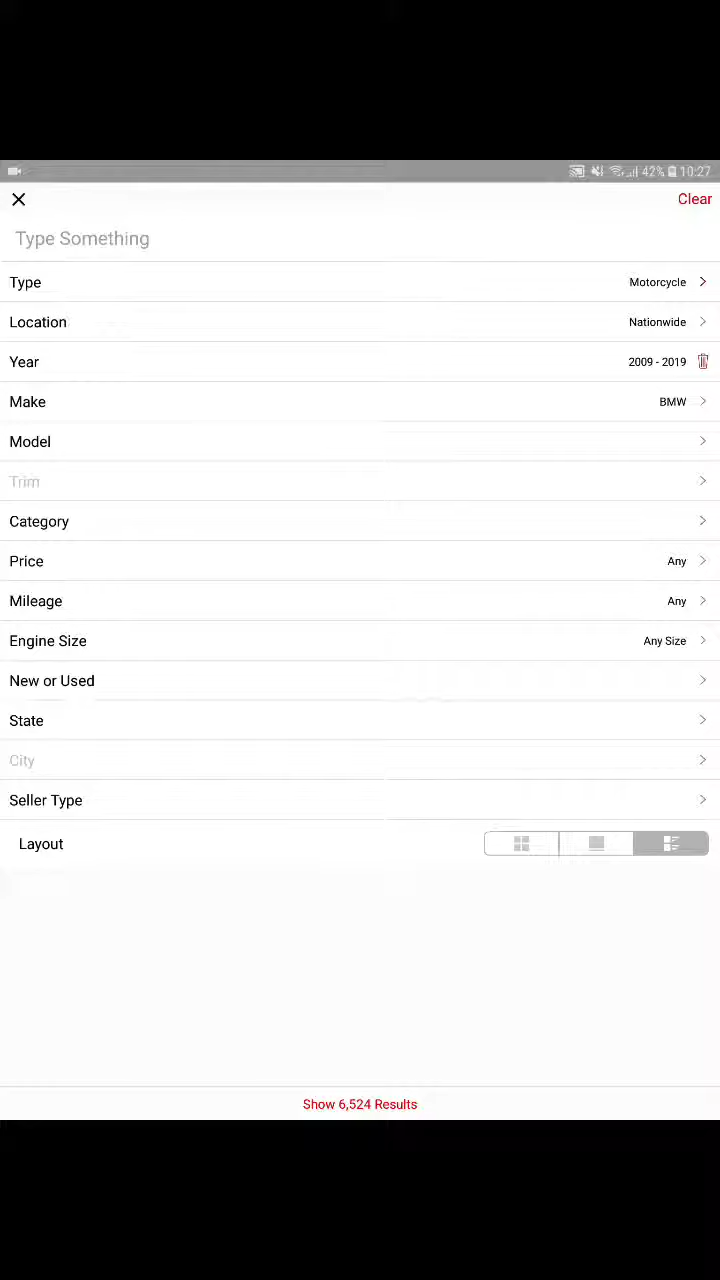 42% 10:27
Clear
Type Something
Type Motorcycle
Location Nationwide
Year 2009 - 2019
Make BMW
Model
Trim
Category
Price Any
Mileage Any
Engine Size Any Size
New or Used
State
City
Seller Type
Layout
Show 6,524 Results